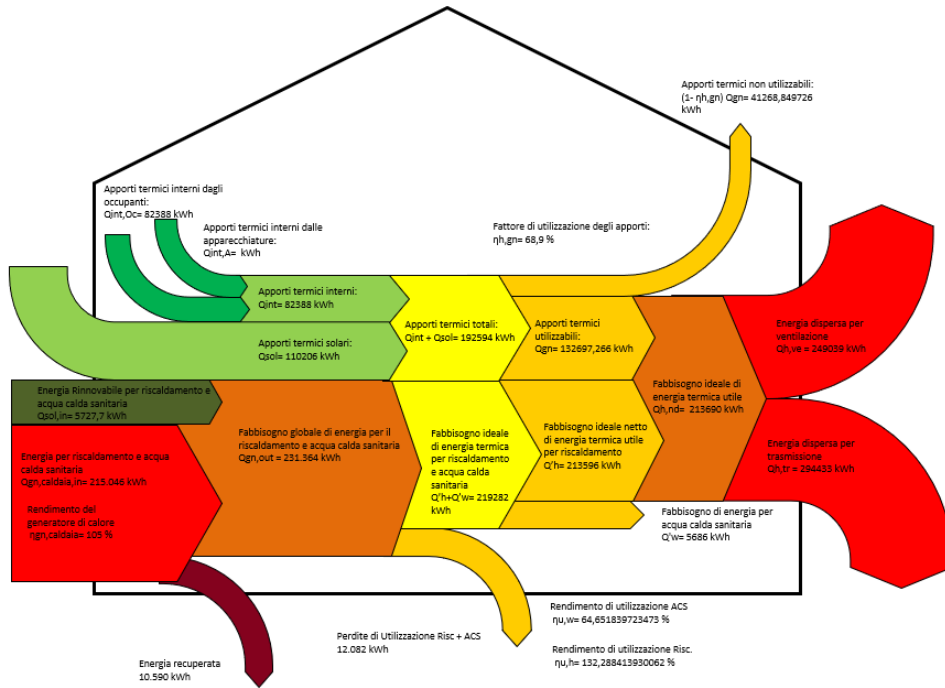 Apporti termici non utilizzabili:
(1- ηh,gn) Qgn= 41268,849726
kWh
Apporti termici interni dagli
occupanti:
Qint,Oc= 82388 kWh
Apporti termici interni dalle
apparecchiature:
Qint,A= kWh
Fattore di utilizzazione degli apporti:
ηh,gn= 68,9 %
Apporti termici interni:
Qint= 82388 kWh
Apporti termici solari:
Qsol= 110206 kWh
Apporti termici totali:
Qint + Qsol= 192594 kWh
Apporti termici
utilizzabili:
Qgn= 132697,266 kWh
Energia dispersa per
ventilazione
Qh,ve = 249039 kWh
Energia Rinnovabile per riscaldamento e
acqua calda sanitaria
Qsol,in= 5727,7 kWh
Fabbisogno globale di energia per il
riscaldamento e acqua calda sanitaria
Qgn,out = 231.364 kWh
Fabbisogno ideale
di energia termica
per riscaldamento
e acqua calda
sanitaria
Q'h+Q'w= 219282
kWh
Fabbisogno ideale netto
di energia termica utile
per riscaldamento
Q'h= 213596 kWh
Fabbisogno ideale di
energia termica utile
Qh,nd= 213690 kWh
Energia dispersa per
trasmissione
Qh,tr = 294433 kWh
Energia per riscaldamento e acqua
calda sanitaria
Qgn,caldaia,in= 215.046 kWh
Rendimento del
generatore di calore
ηgn,caldaia= 105 %
Fabbisogno di energia per
acqua calda sanitaria
Q'w= 5686 kWh
Perdite di Utilizzazione Risc + ACS
12.082 kWh
Rendimento di utilizzazione ACS
ηu,w= 64,651839723473 %
Rendimento di utilizzazione Risc.
ηu,h= 132,288413930062 %
Energia recuperata
10.590 kWh